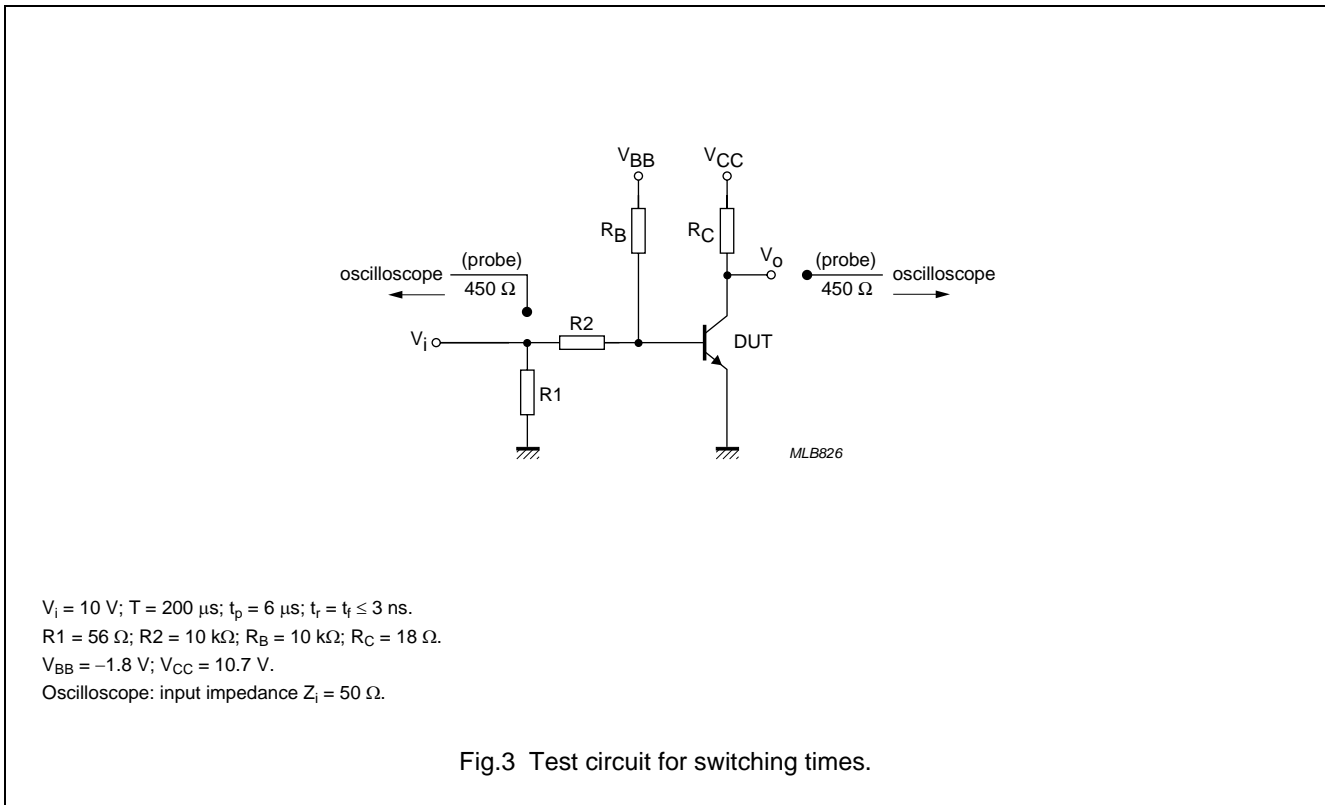 V_BB V_CC
R_B R_C
oscilloscope (probe) 450 Ω
V_o (probe) 450 Ω oscilloscope
R2
V_i
DUT
R1
MLB826
V_i = 10 V; T = 200 μs; t_p = 6 μs; t_r = t_f ≤ 3 ns.
R1 = 56 Ω; R2 = 10 kΩ; R_B = 10 kΩ; R_C = 18 Ω.
V_BB = −1.8 V; V_CC = 10.7 V.
Oscilloscope: input impedance Z_i = 50 Ω.
Fig.3 Test circuit for switching times.